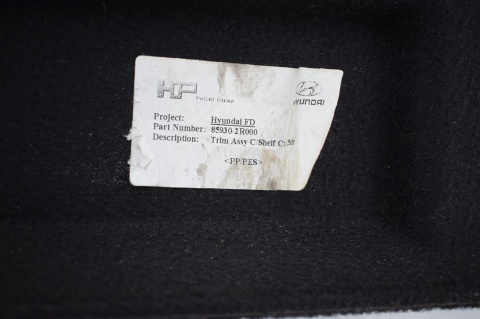 HP
HYUNDAI
Project: Hyundai FD
Part Number: 85930-2R000
Description: Trim Assy C/Shelf C
<PP/PES>